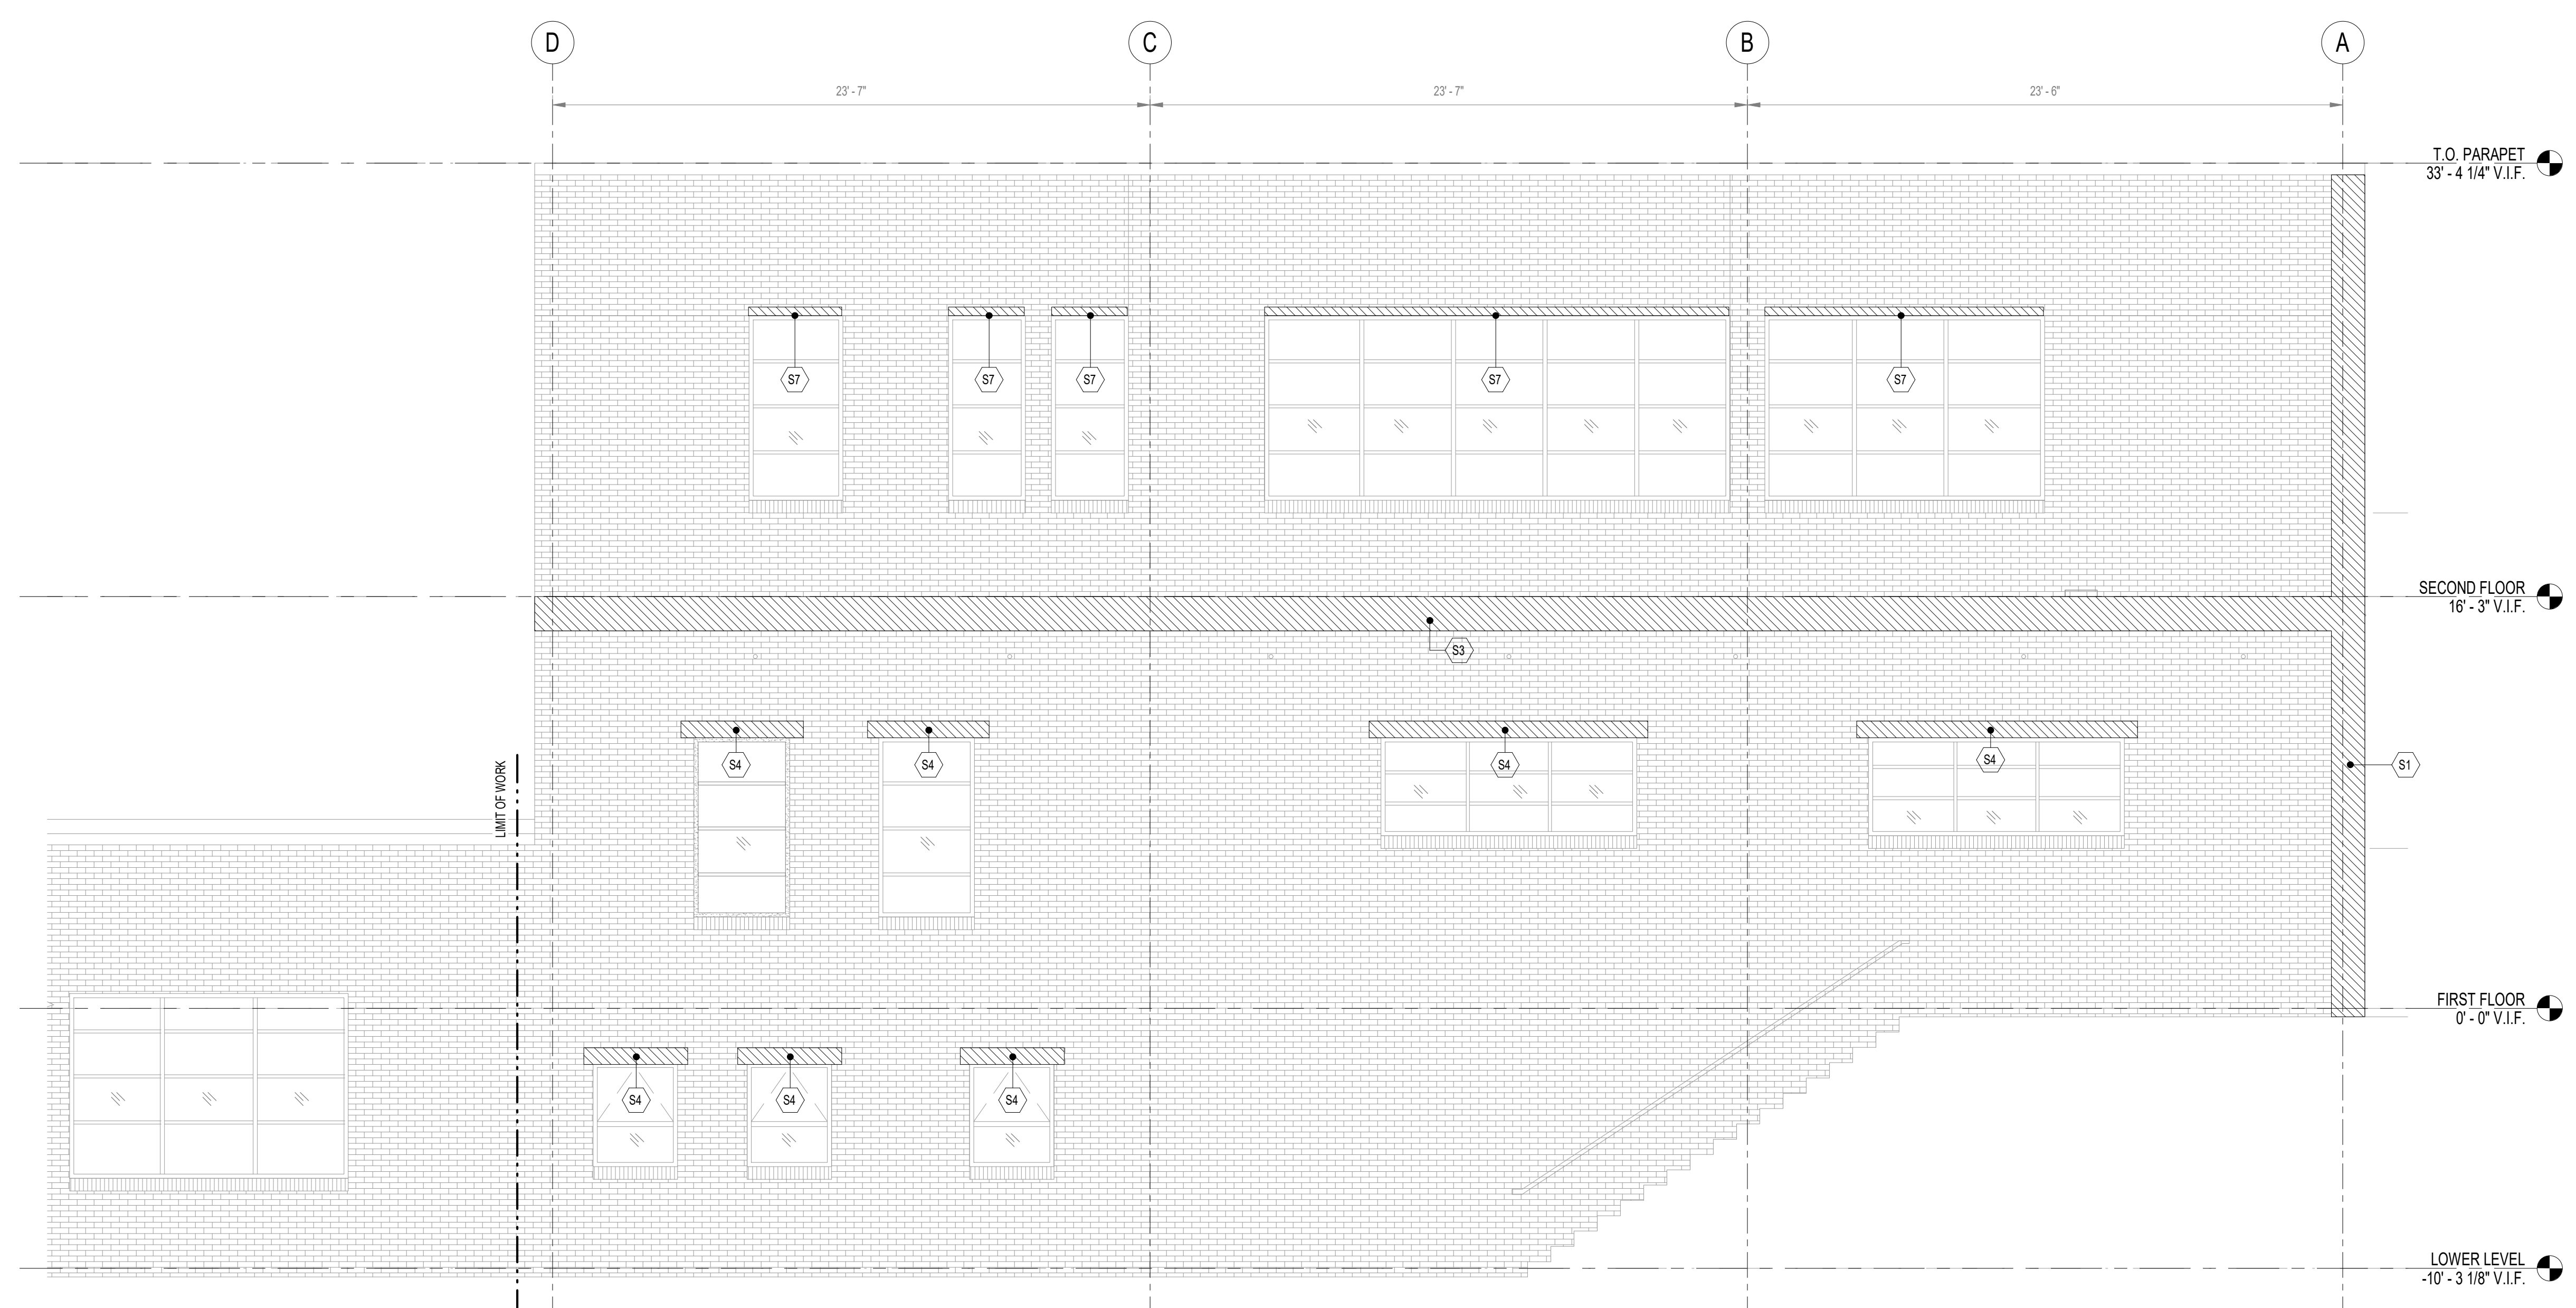 D
C
B
A
23' - 7"
23' - 7"
23' - 6"
T.O. PARAPET
33' - 4 1/4" V.I.F.
S7
S7
S7
S7
S7
SECOND FLOOR
16' - 3" V.I.F.
S3
S4
S4
S4
S4
S1
LIMIT OF WORK
FIRST FLOOR
0' - 0" V.I.F.
S4
S4
S4
LOWER LEVEL
-10' - 3 1/8" V.I.F.